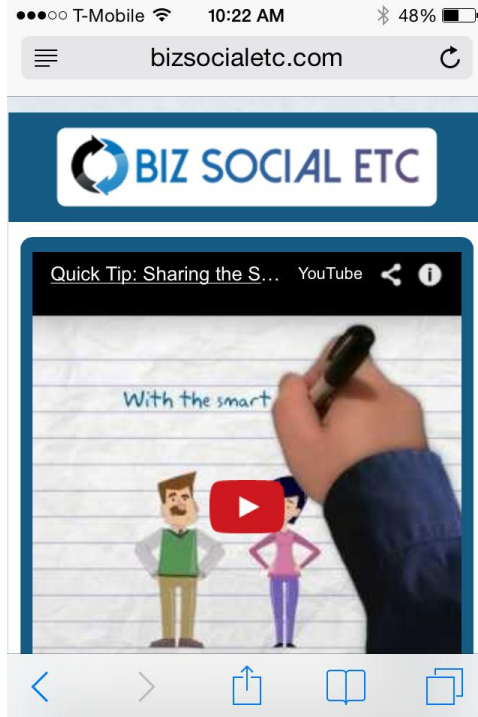 T-Mobile 10:22 AM 48%
bizsocialetc.com
BIZ SOCIAL ETC
Quick Tip: Sharing the S... YouTube
With the smart